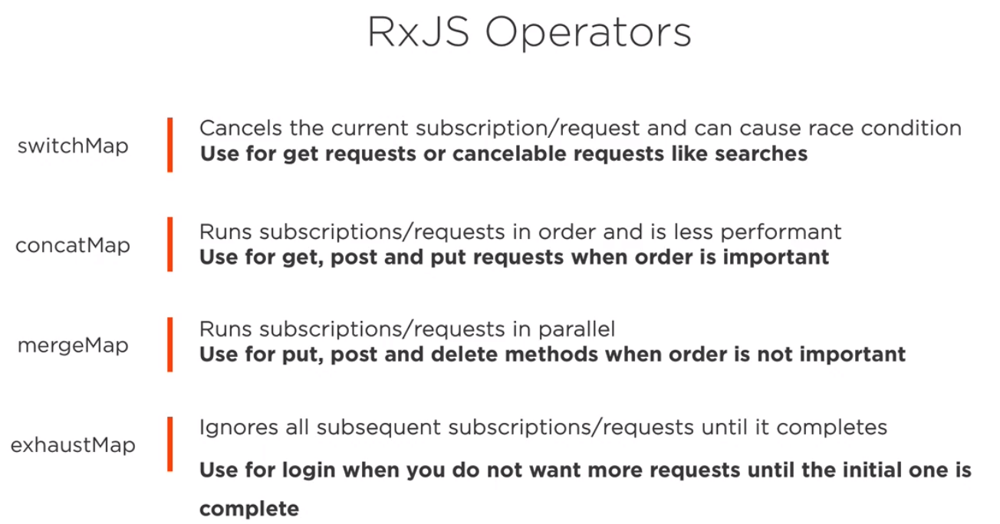 RxJS Operators
switchMap
Cancels the current subscription/request and can cause race condition
Use for get requests or cancelable requests like searches
concatMap
Runs subscriptions/requests in order and is less performant
Use for get, post and put requests when order is important
mergeMap
Runs subscriptions/requests in parallel
Use for put, post and delete methods when order is not important
exhaustMap
Ignores all subsequent subscriptions/requests until it completes
Use for login when you do not want more requests until the initial one is
complete